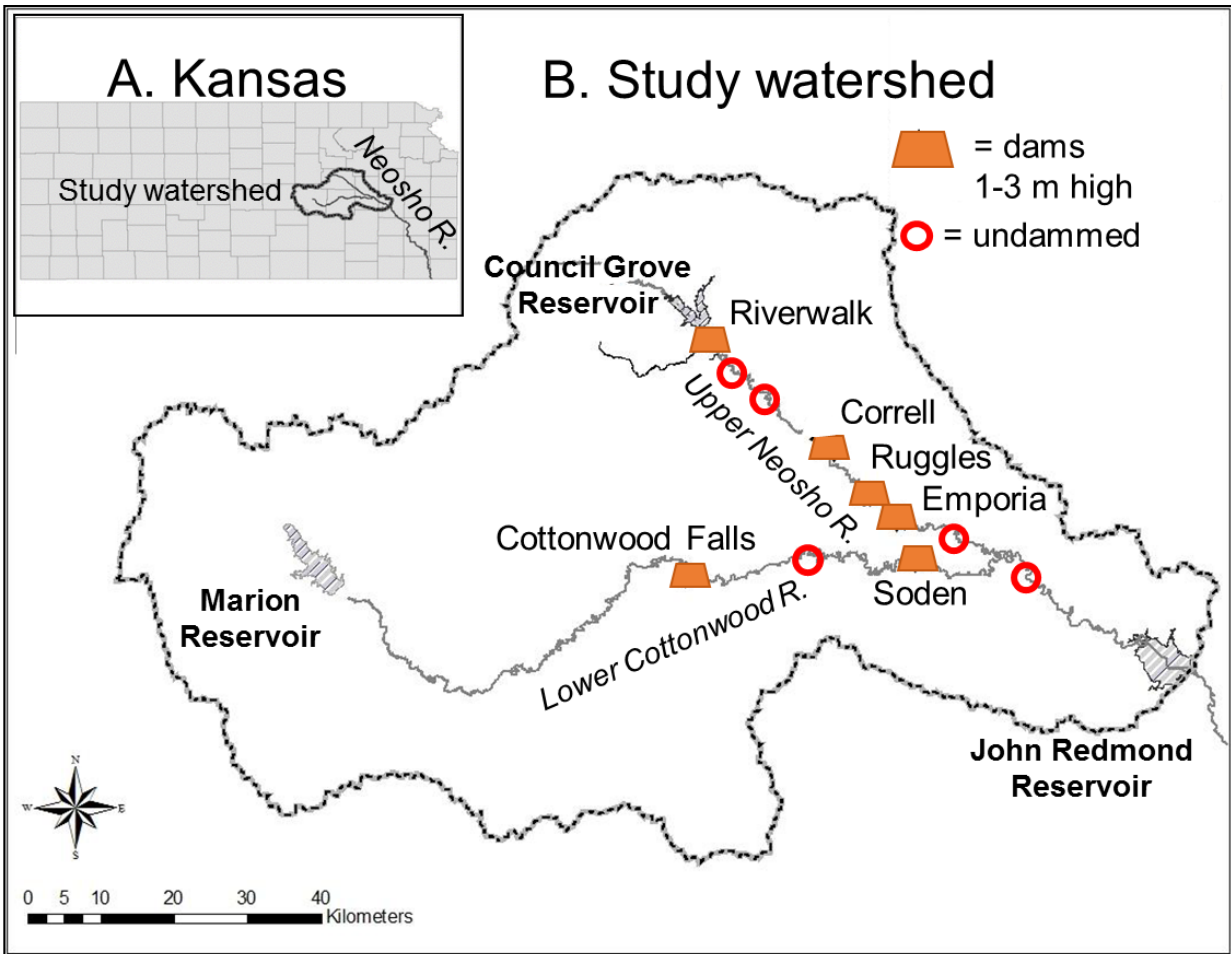 A. Kansas
Study watershed
Neosho R.
B. Study watershed
= dams
1-3 m high
= undammed
Council Grove
Reservoir
Riverwalk
Upper Neosho R.
Correll
Ruggles
Emporia
Cottonwood Falls
Soden
Lower Cottonwood R.
Marion
Reservoir
John Redmond
Reservoir
N
W E
S
0 5 10 20 30 40
Kilometers